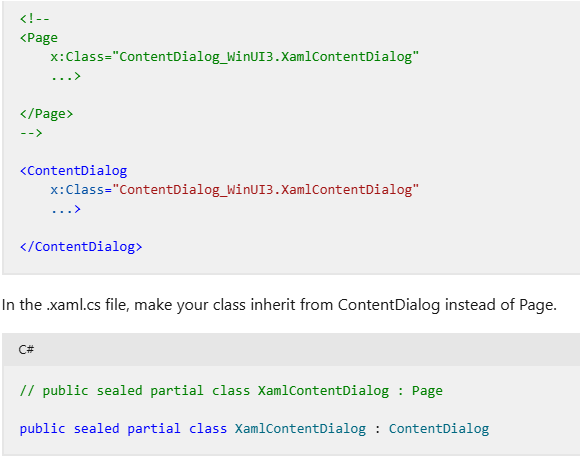 <!--
<Page
    x:Class="ContentDialog_WinUI3.XamlContentDialog"
    ...>
</Page>
-->
<ContentDialog
    x:Class="ContentDialog_WinUI3.XamlContentDialog"
    ...>
</ContentDialog>
In the .xaml.cs file, make your class inherit from ContentDialog instead of Page.
C#
// public sealed partial class XamlContentDialog : Page
public sealed partial class XamlContentDialog : ContentDialog